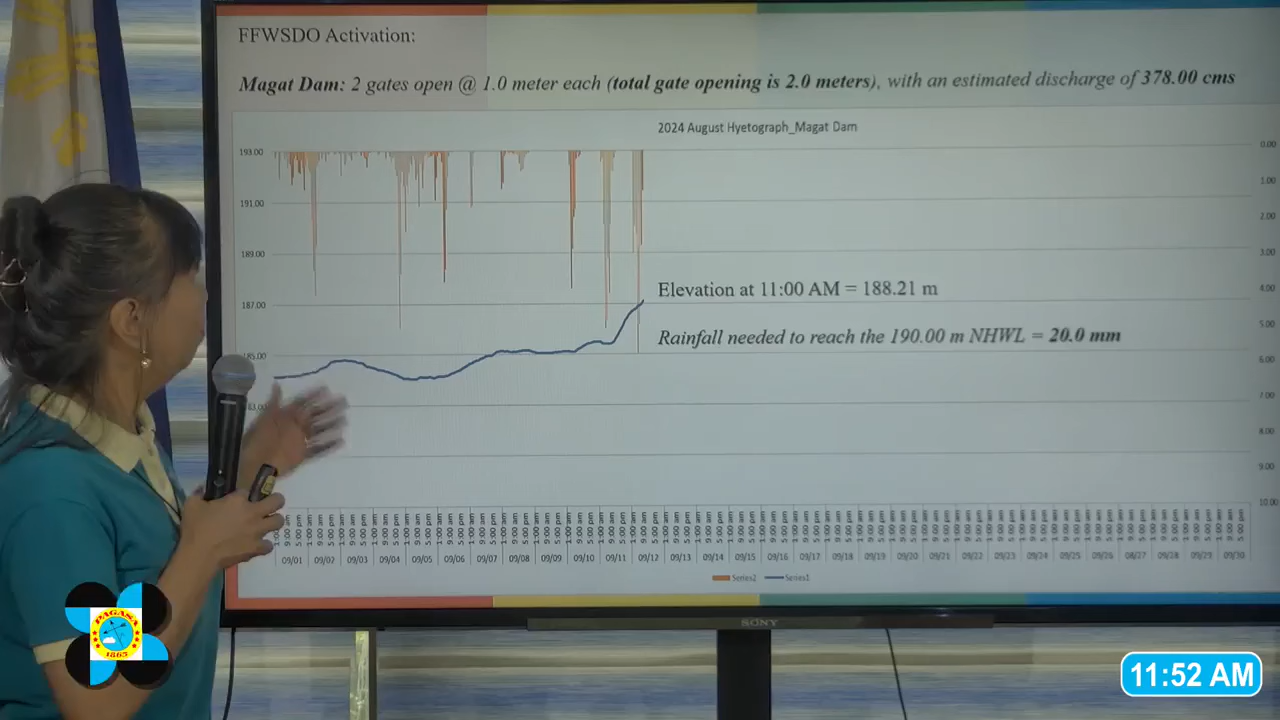 FFWSDO Activation:
Magat Dam: 2 gates open @ 1.0 meter each (total gate opening is 2.0 meters), with an estimated discharge of 378.00 cms
2024 August Hyetograph_Magat Dam
193.00
191.00
189.00
187.00
185.00
0.00
1.00
2.00
3.00
4.00
5.00
6.00
7.00
8.00
9.00
10.00
Elevation at 11:00 AM = 188.21 m
Rainfall needed to reach the 190.00 m NHWL = 20.0 mm
09/01 09/02 09/03 09/04 09/05 09/06 09/07 09/08 09/09 09/10 09/11 09/12 09/13 09/14 09/15 09/16 09/17 09/18 09/19 09/20 09/21 09/22 09/23 09/24 09/25 09/26 08/27 09/28 09/29 09/30
Series2 Series1
SONY
PAGASA
1865
11:52 AM